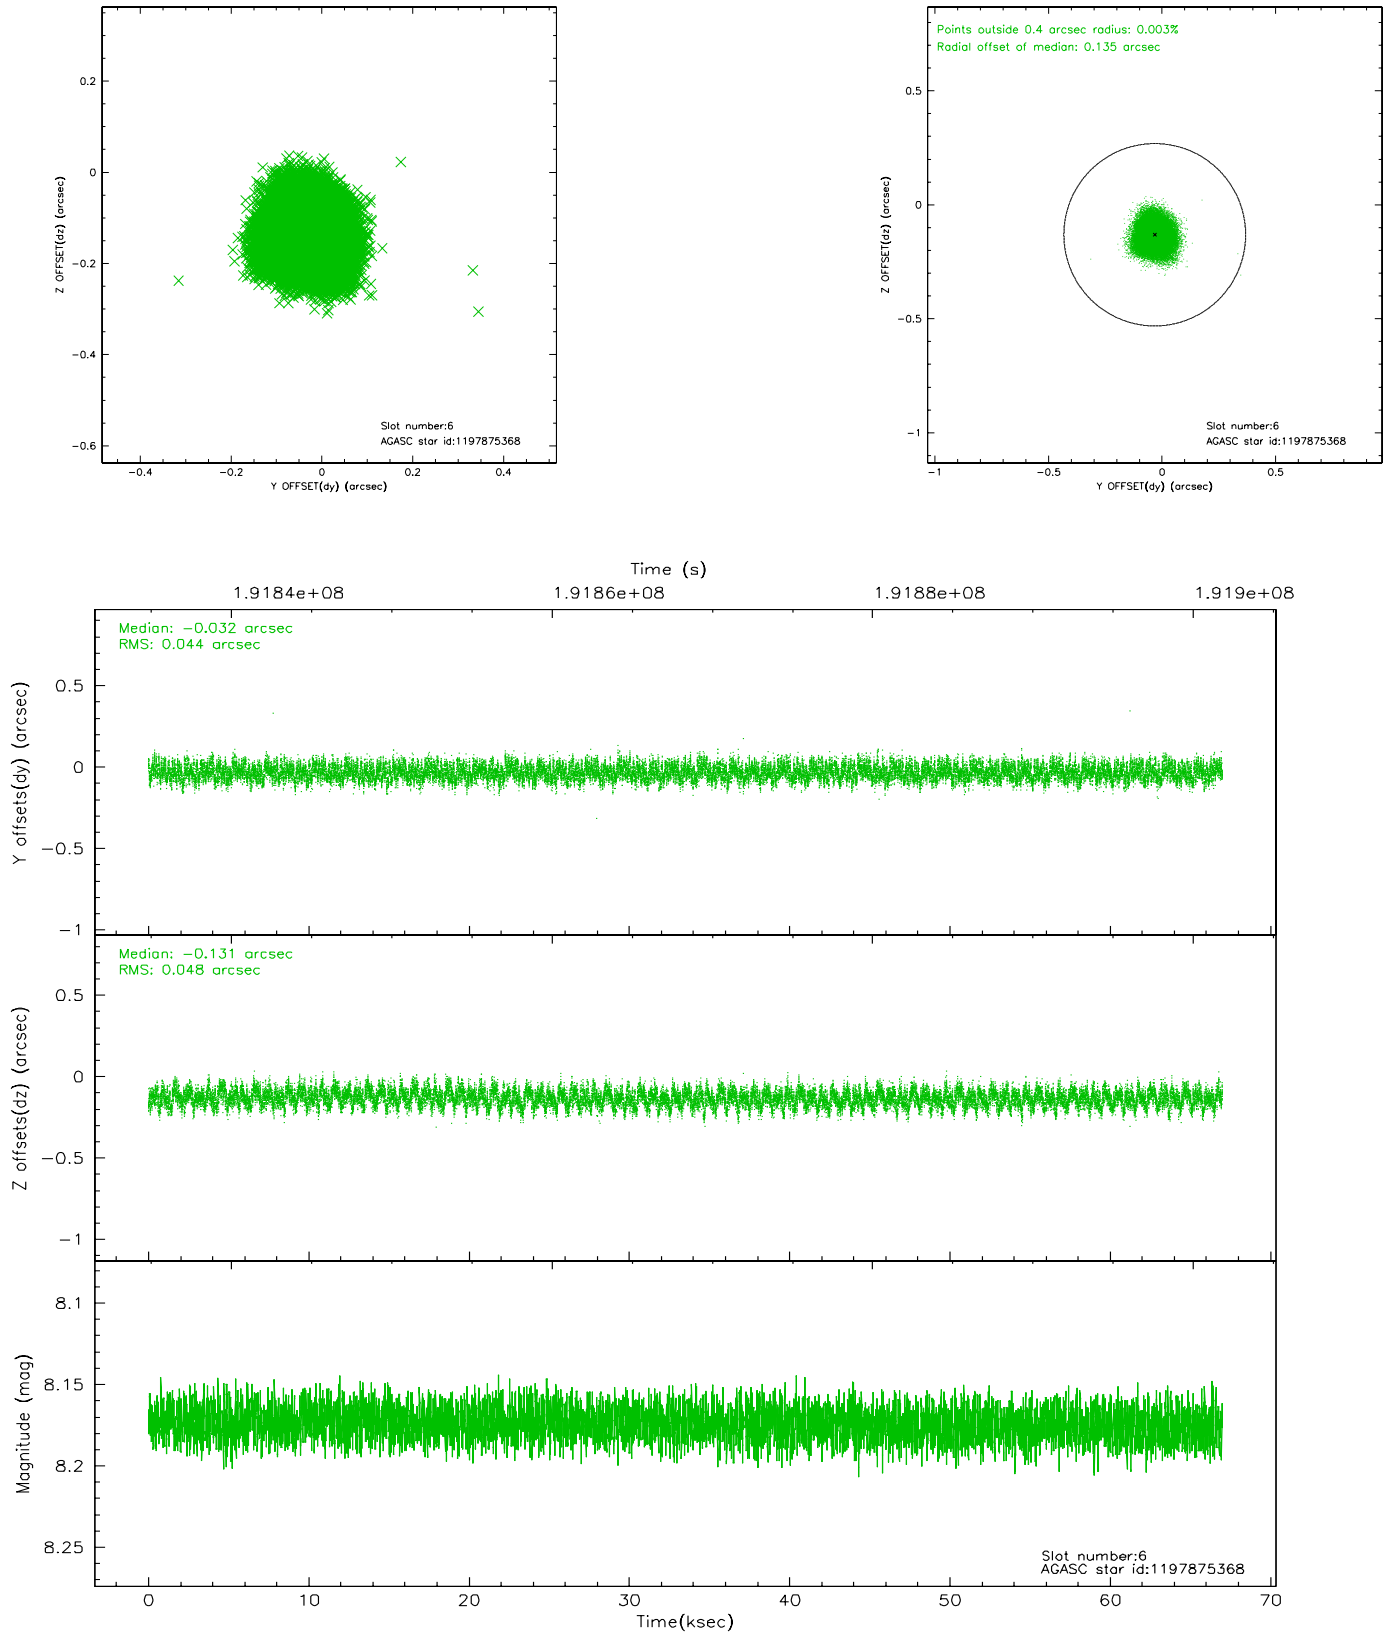 0.2
0
−0.2
−0.4
−0.6
−0.4
−0.2
0
0.2
0.4
Z OFFSET(dz) (arcsec)
Y OFFSET(dy) (arcsec)
Slot number:6
AGASC star id:1197875368
Points outside 0.4 arcsec radius: 0.003%
Radial offset of median: 0.135 arcsec
0.5
0
−0.5
−1
−1
−0.5
0
0.5
Z OFFSET(dz) (arcsec)
Y OFFSET(dy) (arcsec)
Slot number:6
AGASC star id:1197875368
Time (s)
1.9184e+08
1.9186e+08
1.9188e+08
1.919e+08
Median: −0.032 arcsec
RMS: 0.044 arcsec
0.5
0
−0.5
−1
Y offsets(dy) (arcsec)
Median: −0.131 arcsec
RMS: 0.048 arcsec
0.5
0
−0.5
−1
Z offsets(dz) (arcsec)
8.1
8.15
8.2
8.25
Magnitude (mag)
Slot number:6
AGASC star id:1197875368
0
10
20
30
40
50
60
70
Time(ksec)